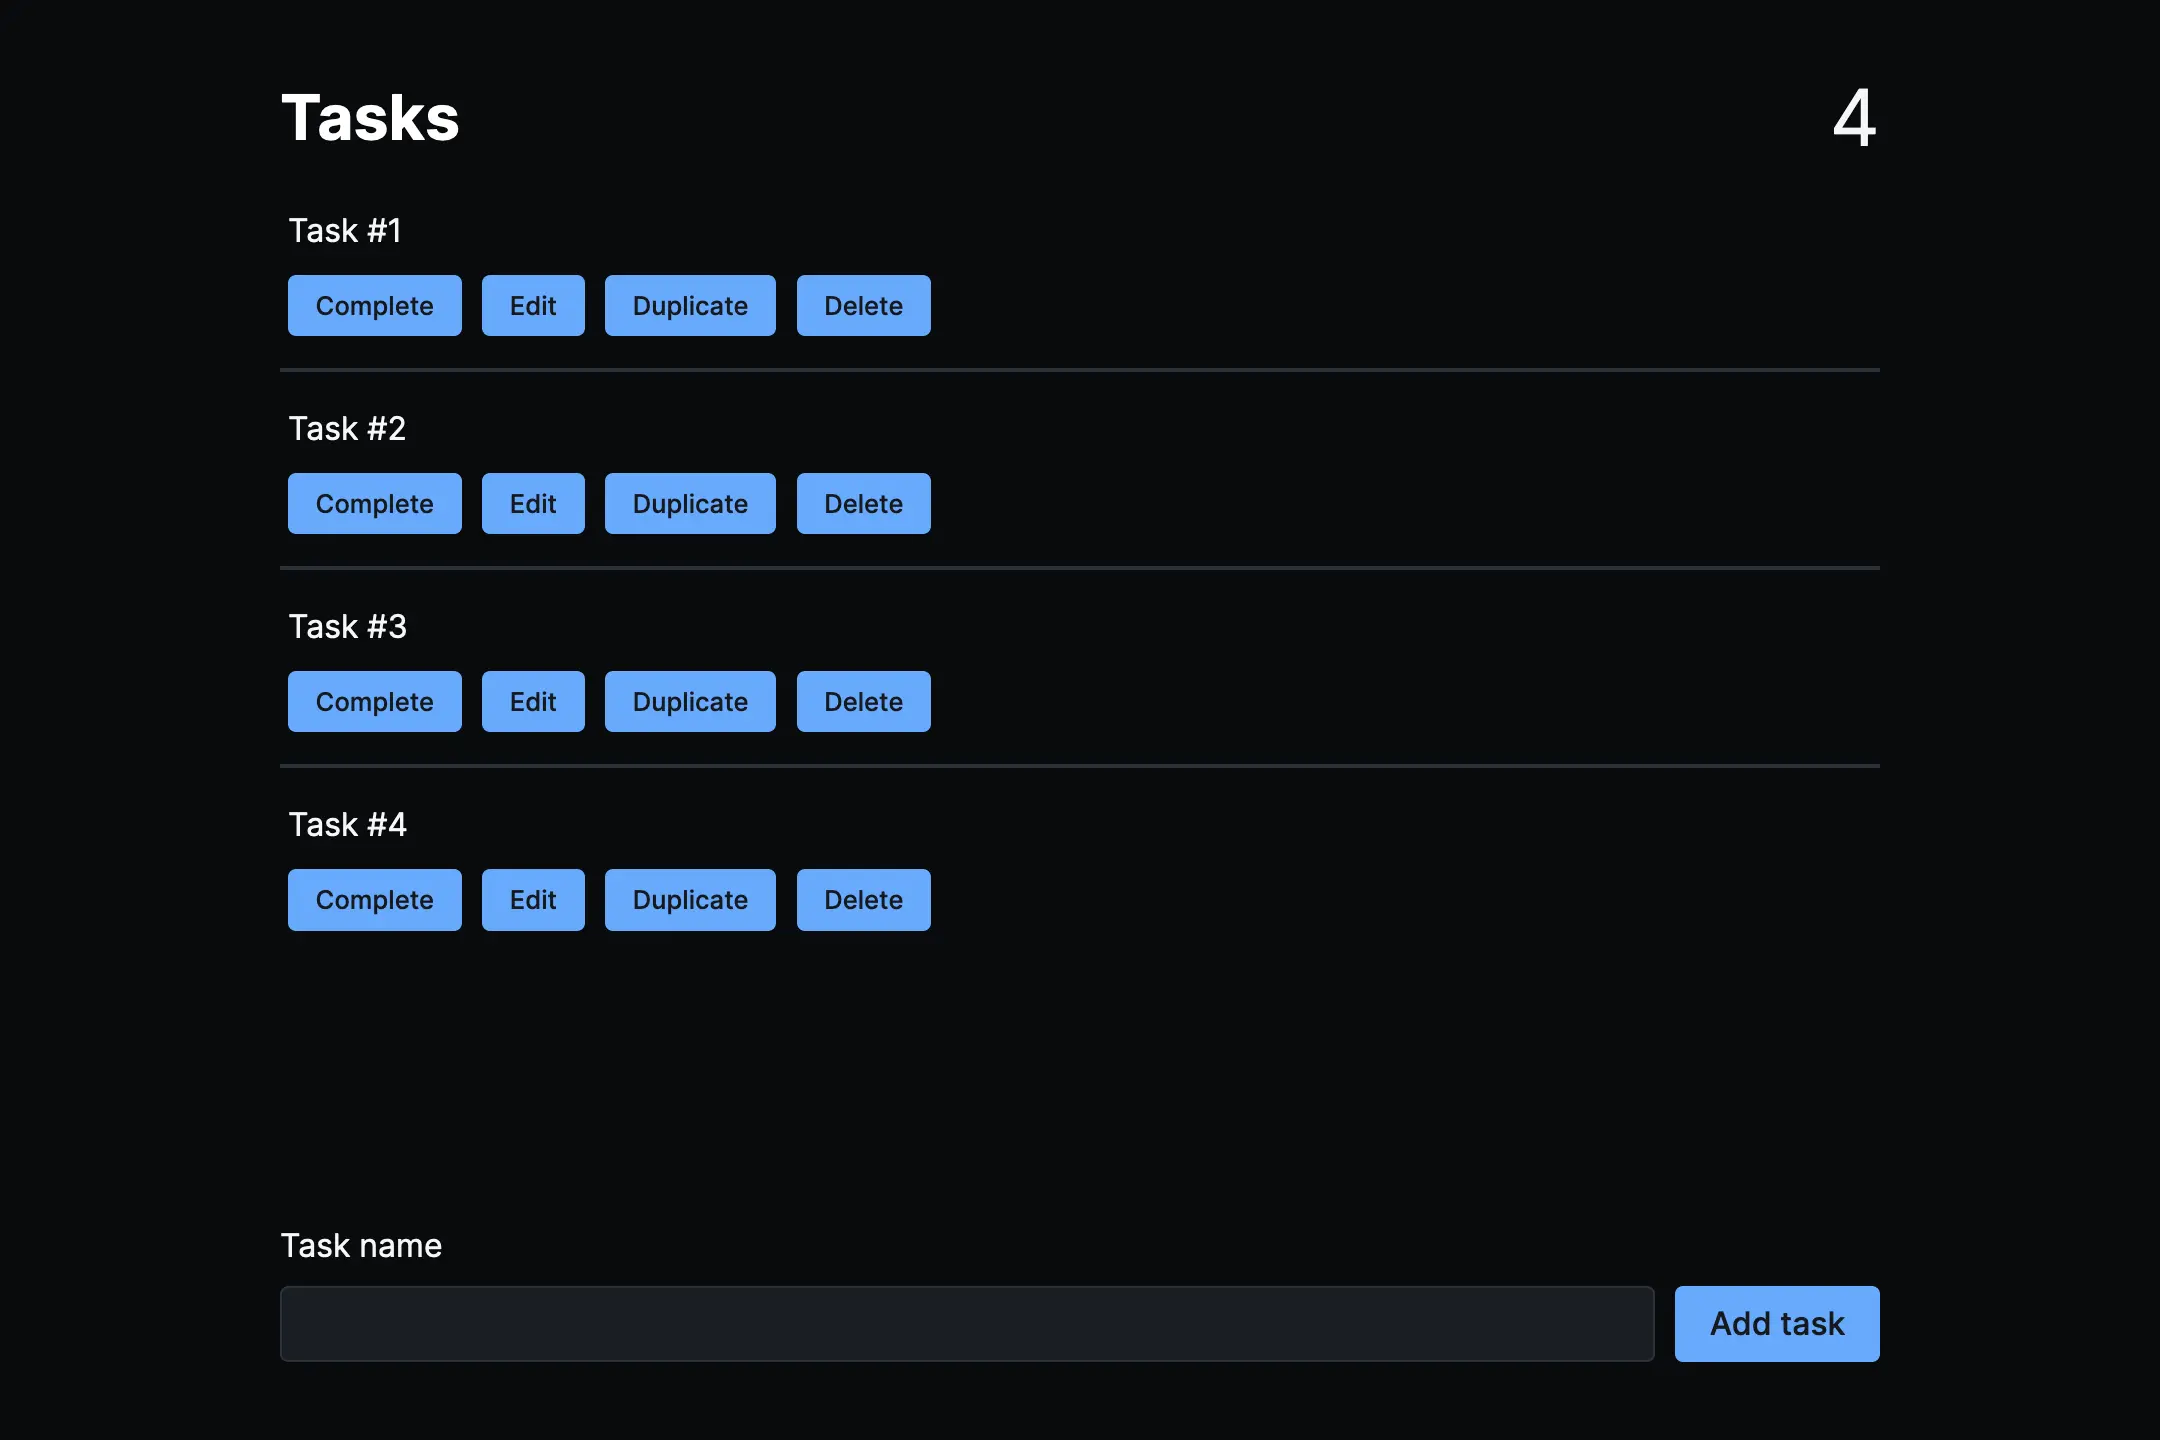 Tasks 4
Task #1
Complete Edit Duplicate Delete
Task #2
Complete Edit Duplicate Delete
Task #3
Complete Edit Duplicate Delete
Task #4
Complete Edit Duplicate Delete
Task name
Add task